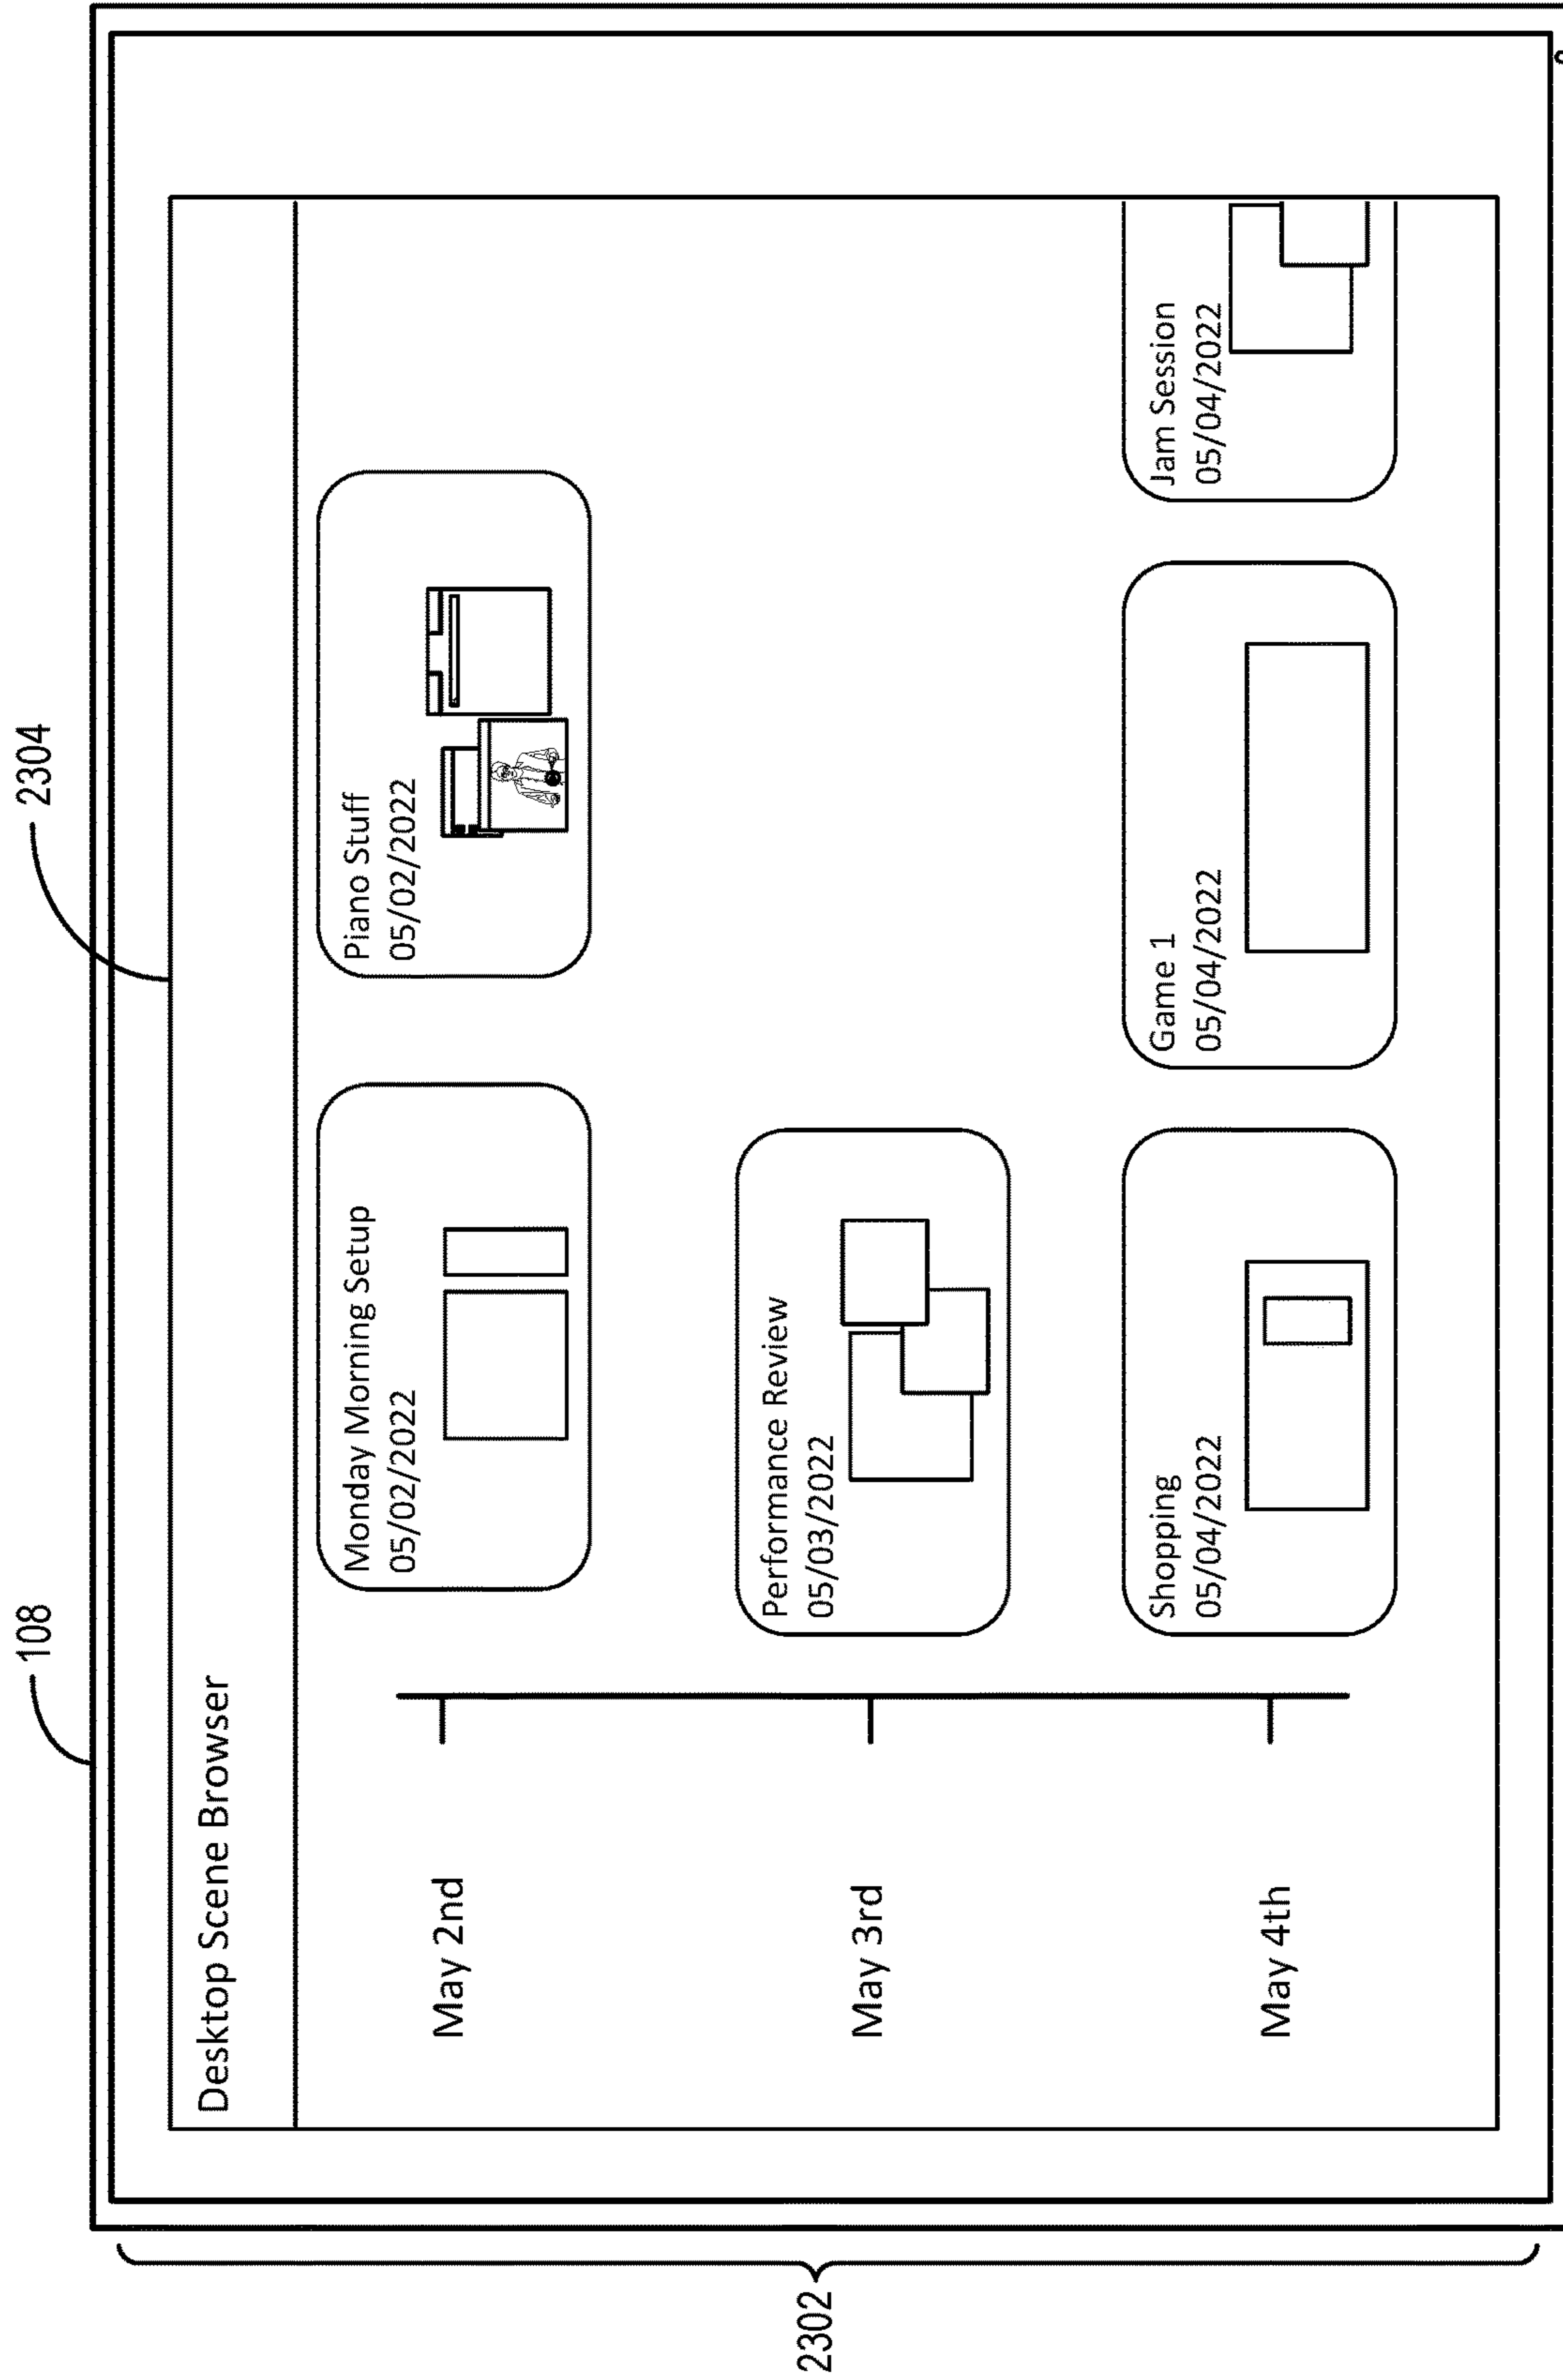 108
2304
2302
Desktop Scene Browser
May 2nd
Monday Morning Setup
05/02/2022
Piano Stuff
05/02/2022
May 3rd
Performance Review
05/03/2022
May 4th
Shopping
05/04/2022
Game 1
05/04/2022
Jam Session
05/04/2022